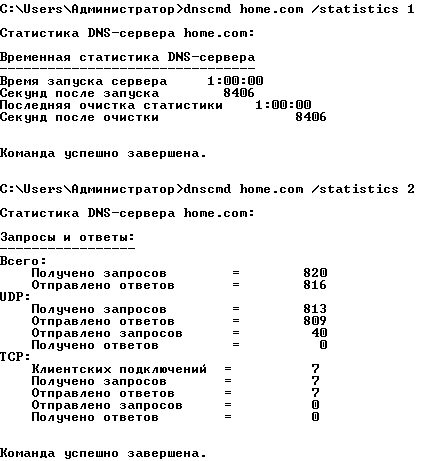 C:\Users\Администратор>dnscmd home.com /statistics 1
Статистика DNS-сервера home.com:
Временная статистика DNS-сервера
--------------------------------
Время запуска сервера 1:00:00
Секунд после запуска 8406
Последняя очистка статистики 1:00:00
Секунд после очистки 8406
Команда успешно завершена.
C:\Users\Администратор>dnscmd home.com /statistics 2
Статистика DNS-сервера home.com:
Запросы и ответы:
-----------------
Всего:
Получено запросов = 820
Отправлено ответов = 816
UDP:
Получено запросов = 813
Отправлено ответов = 809
Отправлено запросов = 40
Получено ответов = 0
TCP:
Клиентских подключений = 7
Получено запросов = 7
Отправлено ответов = 7
Отправлено запросов = 0
Получено ответов = 0
Команда успешно завершена.